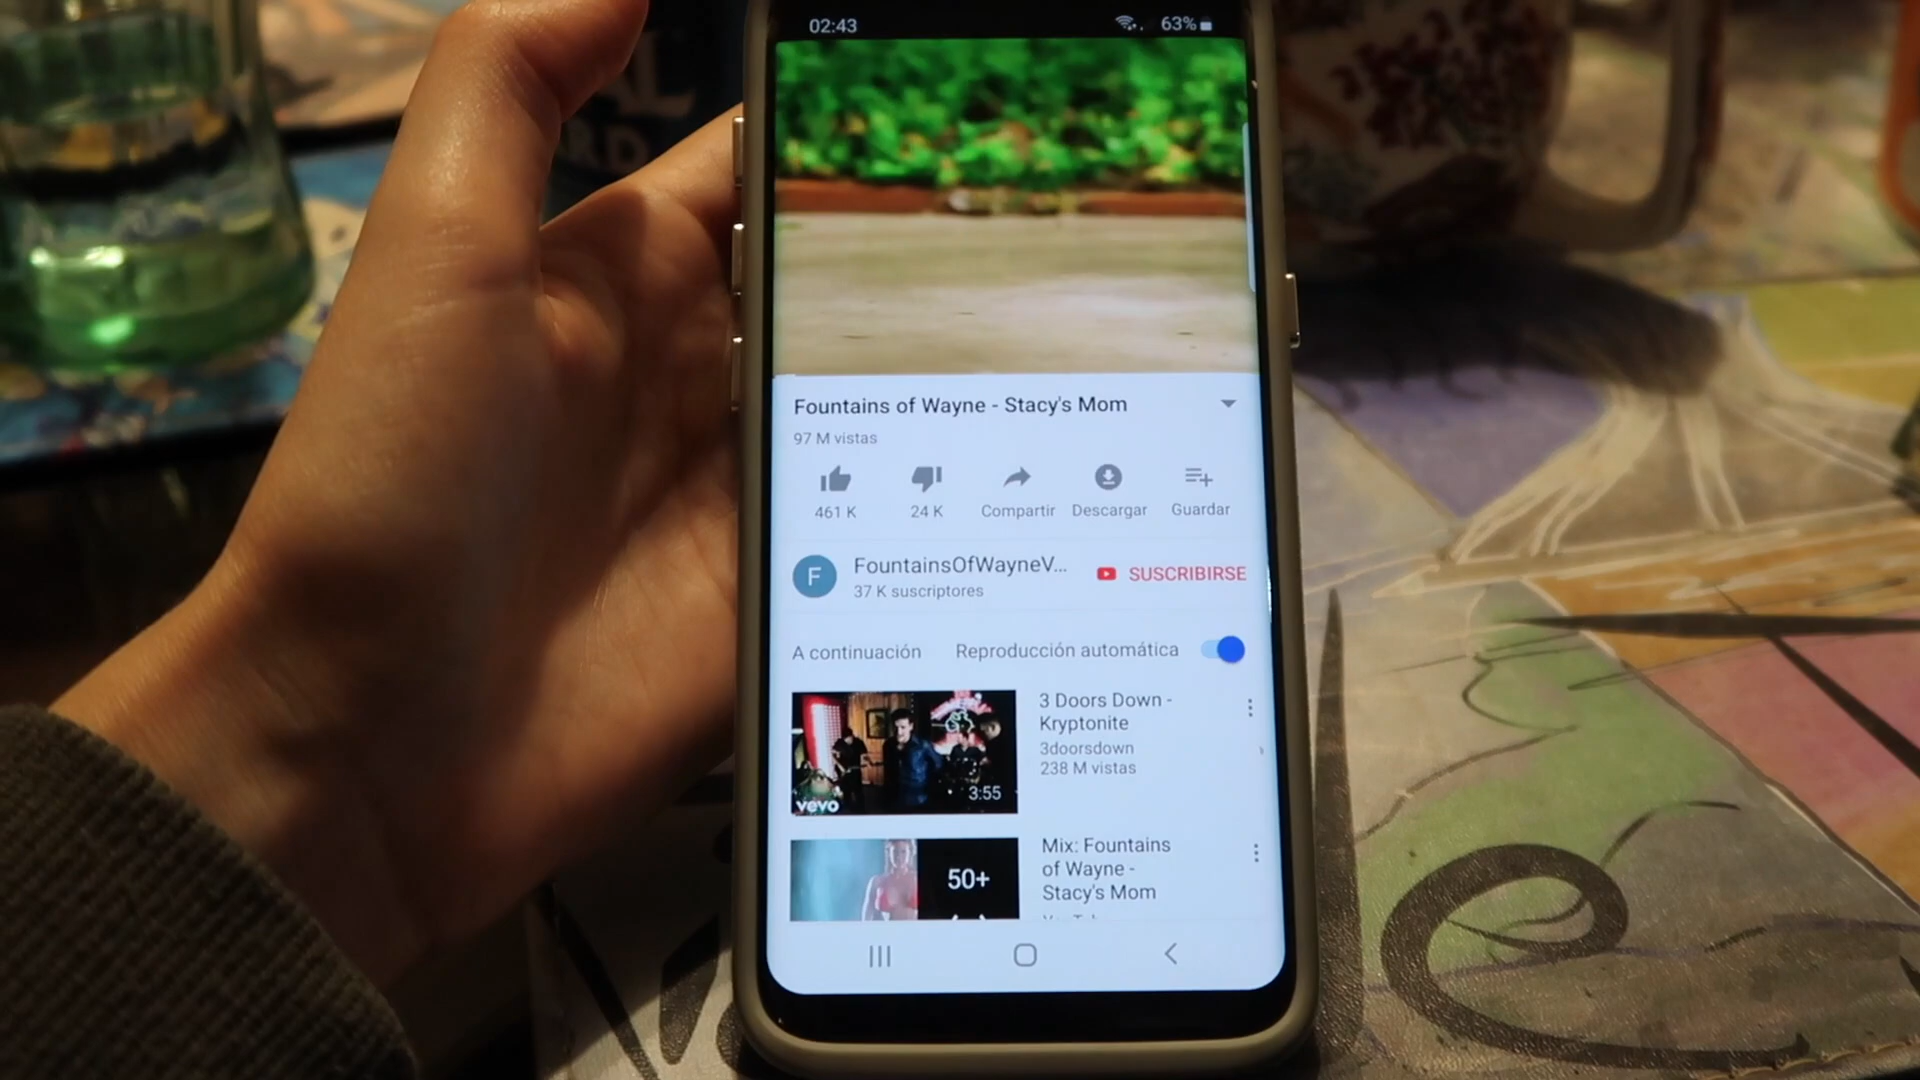 02:43 63%
Fountains of Wayne - Stacy's Mom
97 M vistas
461 K 24 K Compartir Descargar Guardar
F FountainsOfWayneV...
SUSCRIBIRSE
37 K suscriptores
A continuación Reproducción automática
3 Doors Down -
Kryptonite
3doorsdown
238 M vistas
vevo 3:55
Mix: Fountains
of Wayne -
Stacy's Mom
50+